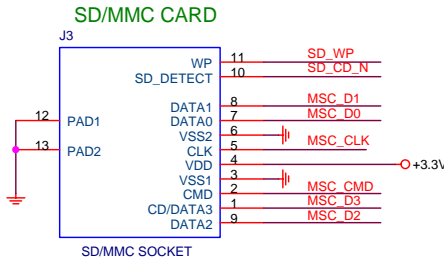 SD/MMC CARD
J3
WP 11 SD_WP
SD_DETECT 10 SD_CD_N
DATA1 8 MSC_D1
12 PAD1 DATA0 7 MSC_D0
VSS2 6
13 PAD2 CLK 5 MSC_CLK
VDD 4 +3.3V
VSS1 3
CMD 2 MSC_CMD
CD/DATA3 1 MSC_D3
DATA2 9 MSC_D2
SD/MMC SOCKET